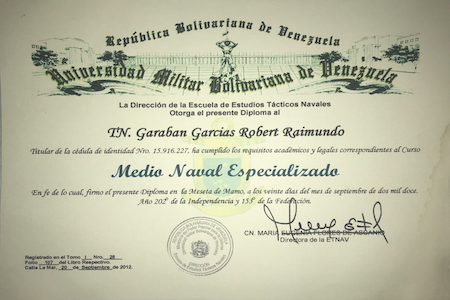 República Bolivariana de Venezuela
Universidad Militar Bolivariana de Venezuela
La Dirección de la Escuela de Estudios Tácticos Navales
Otorga el presente Diploma al
TN. Garaban Garcias Robert Raimundo
Titular de la cédula de identidad Nro. 15.916.227, ha cumplido los requisitos académicos y legales correspondientes al Curso
Medio Naval Especializado
En fe de lo cual, firmo el presente Diploma en la Meseta de Mamo, a los veinte días del mes de septiembre de dos mil doce.
Año 202° de la Independencia y 153° de la Federación.
CN. MARIA EUGENIA FLORES DE ASCANIO
Directora de la ETNAV
Registrado en el Tomo I Nro. 28
Folio 107 del Libro Respectivo.
Catia La Mar, 20 de Septiembre de 2012.